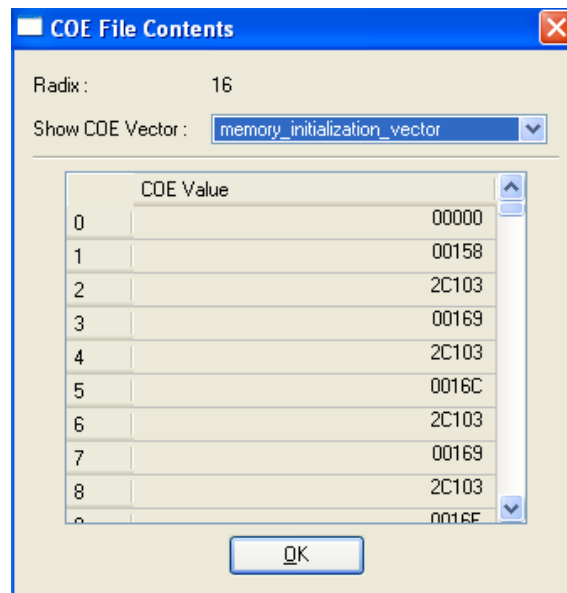 COE File Contents
Radix : 16
Show COE Vector : memory_initialization_vector
COE Value
0 00000
1 00158
2 2C103
3 00169
4 2C103
5 0016C
6 2C103
7 00169
8 2C103
OK